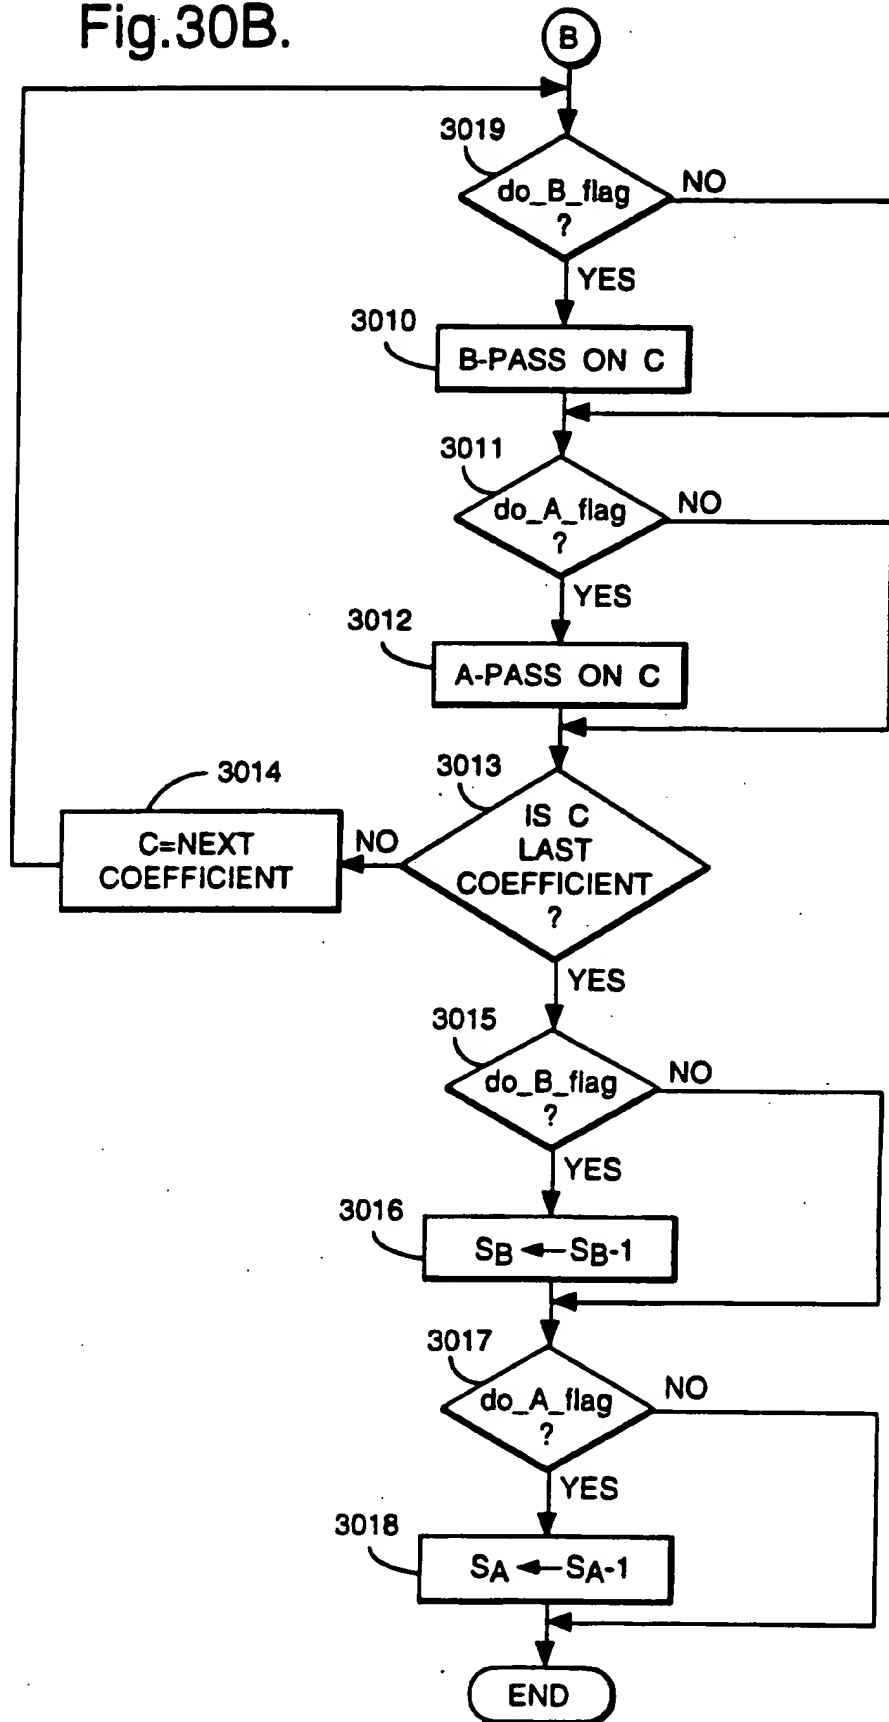 Fig.30B.
B
3019
do_B_flag
?
NO
YES
3010
B-PASS ON C
3011
do_A_flag
?
NO
YES
3012
A-PASS ON C
3013
IS C
LAST
COEFFICIENT
?
3014
C=NEXT
COEFFICIENT
NO
YES
3015
do_B_flag
?
NO
YES
3016
SB ← SB-1
3017
do_A_flag
?
NO
YES
3018
SA ← SA-1
END